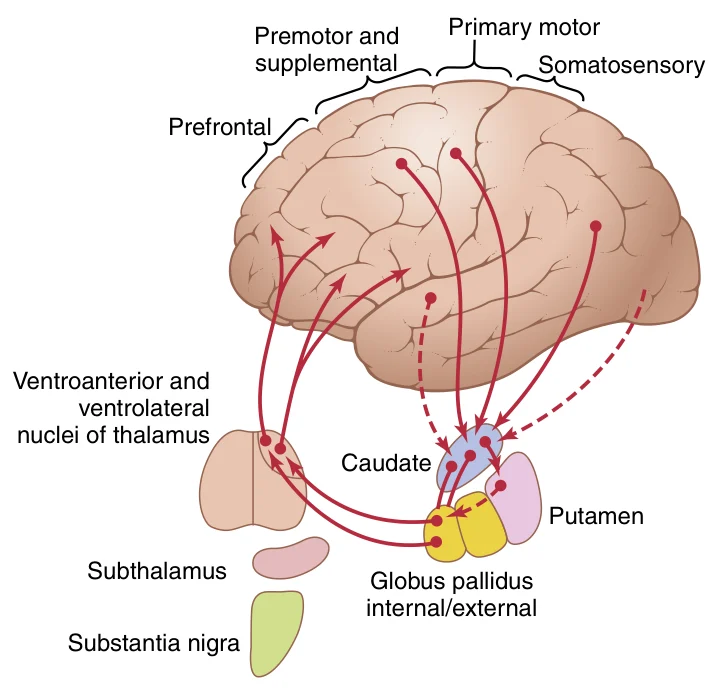 Primary motor
Premotor and
supplemental
Somatosensory
Prefrontal
Ventroanterior and
ventrolateral
nuclei of thalamus
Caudate
Putamen
Subthalamus
Globus pallidus
internal/external
Substantia nigra